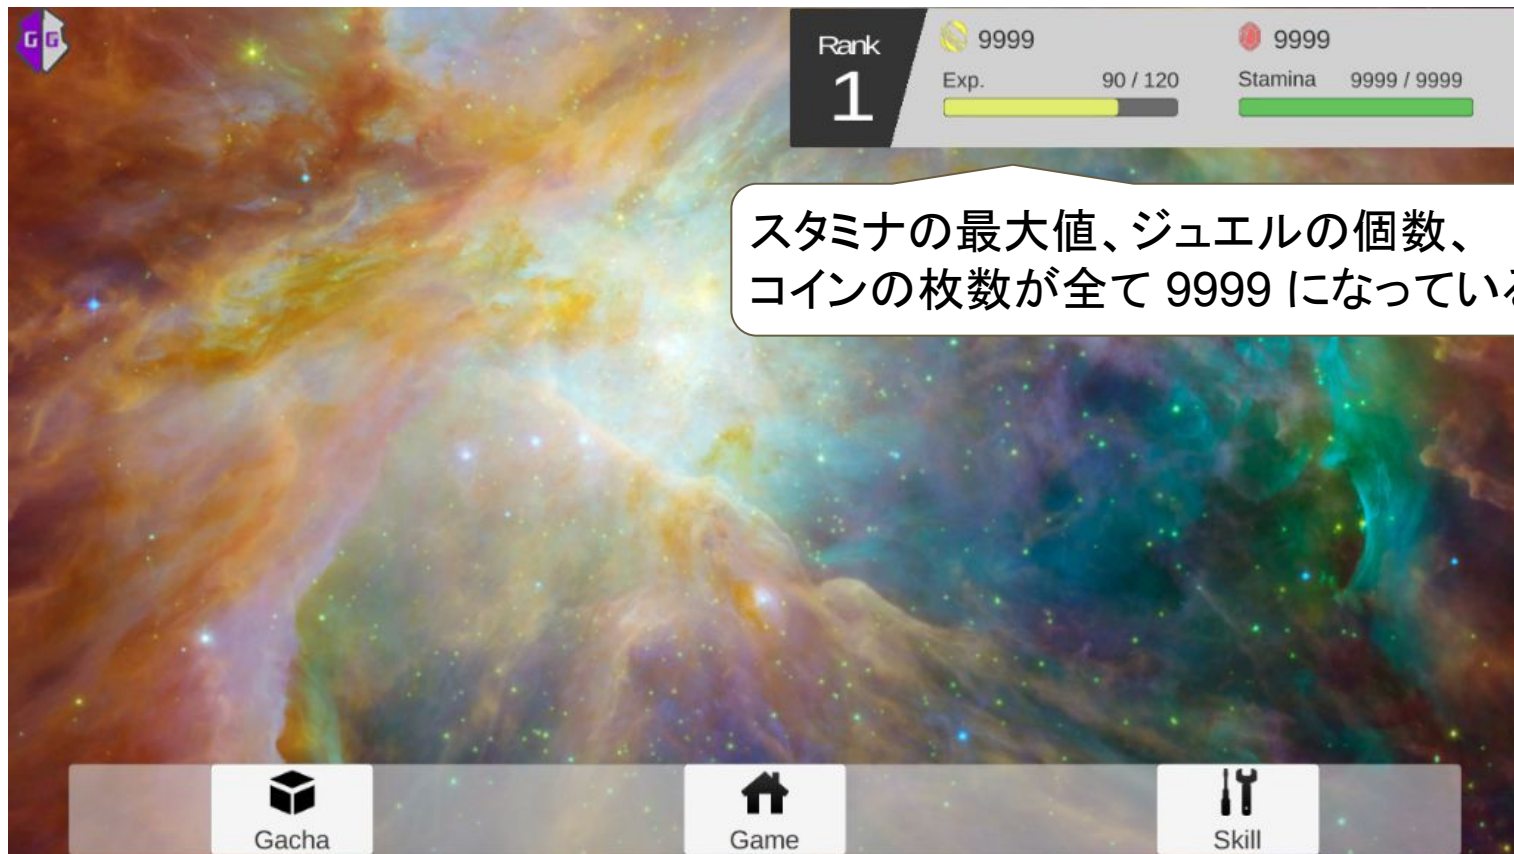 GG
Rank
1
9999
9999
Exp.
90 / 120
Stamina
9999 / 9999
スタミナの最大値、ジュエルの個数、
コインの枚数が全て 9999 になっている
Gacha
Game
Skill